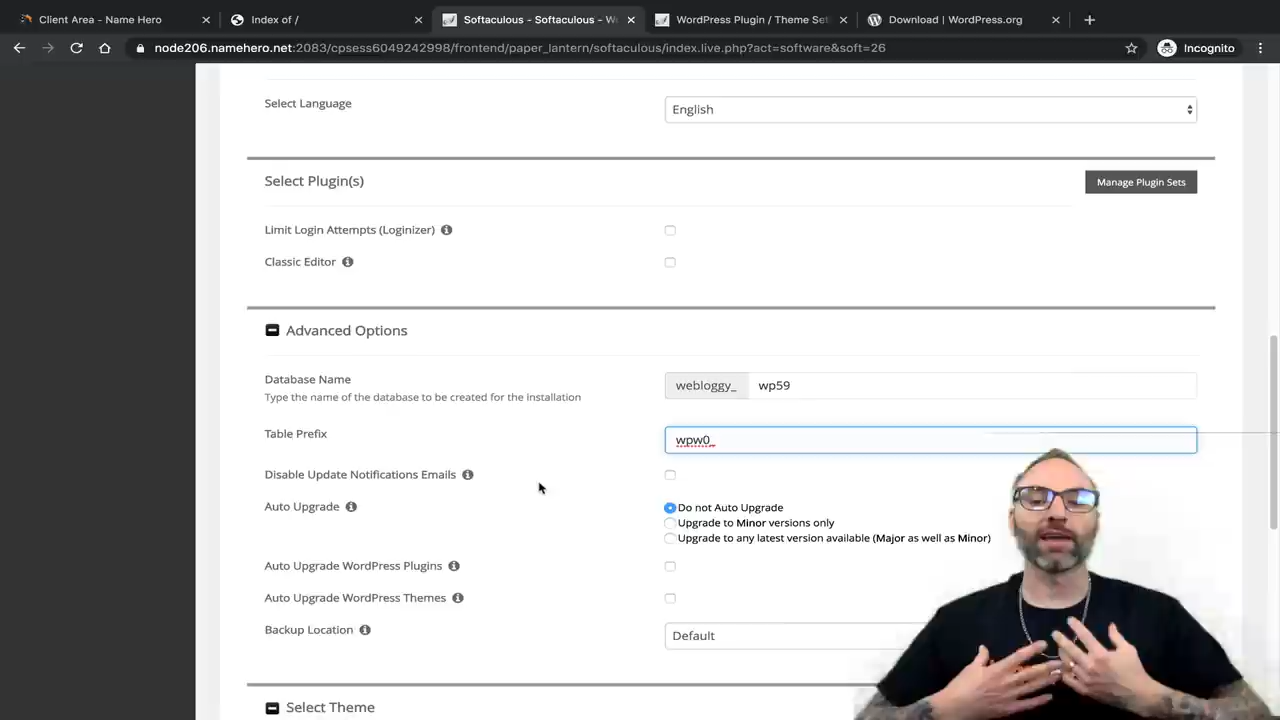 Client Area - Name Hero
Index of /
Softaculous - Softaculous - W
WordPress Plugin / Theme Set
Download | WordPress.org
node206.namehero.net:2083/cpsess6049242998/frontend/paper_lantern/softaculous/index.live.php?act=software&soft=26
Incognito
Select Language
English
Select Plugin(s)
Manage Plugin Sets
Limit Login Attempts (Loginizer)
Classic Editor
Advanced Options
Database Name
webloggy_
wp59
Type the name of the database to be created for the installation
Table Prefix
wpw0_
Disable Update Notifications Emails
Auto Upgrade
Do not Auto Upgrade
Upgrade to Minor versions only
Upgrade to any latest version available (Major as well as Minor)
Auto Upgrade WordPress Plugins
Auto Upgrade WordPress Themes
Backup Location
Default
Select Theme